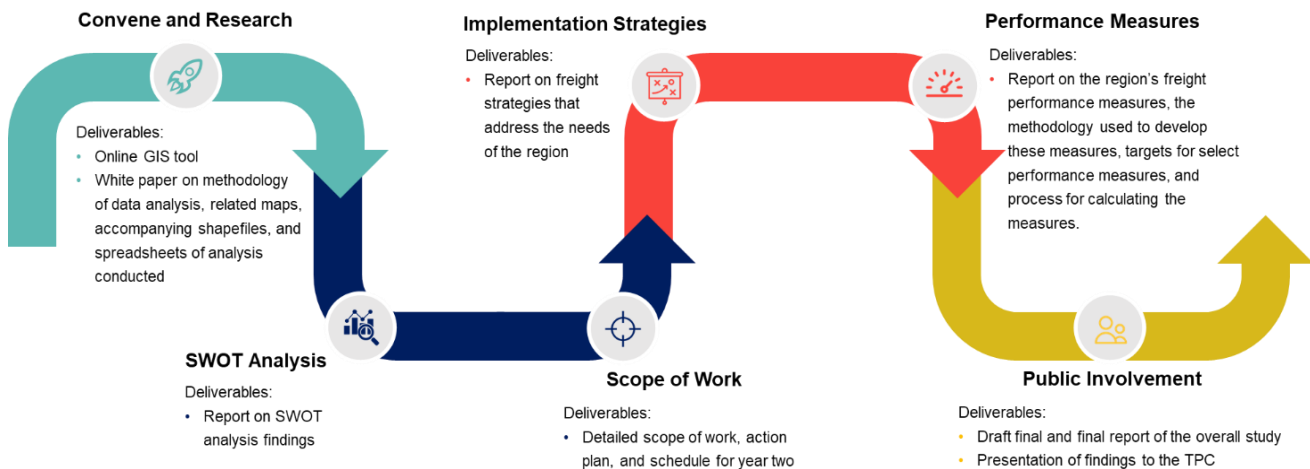 Convene and Research
Deliverables:
• Online GIS tool
• White paper on methodology
of data analysis, related maps,
accompanying shapefiles, and
spreadsheets of analysis
conducted
SWOT Analysis
Deliverables:
• Report on SWOT
analysis findings
Implementation Strategies
Deliverables:
• Report on freight
strategies that
address the needs
of the region
Scope of Work
Deliverables:
• Detailed scope of work, action
plan, and schedule for year two
Performance Measures
Deliverables:
• Report on the region's freight
performance measures, the
methodology used to develop
these measures, targets for select
performance measures, and
process for calculating the
measures.
Public Involvement
Deliverables:
• Draft final and final report of the overall study
• Presentation of findings to the TPC